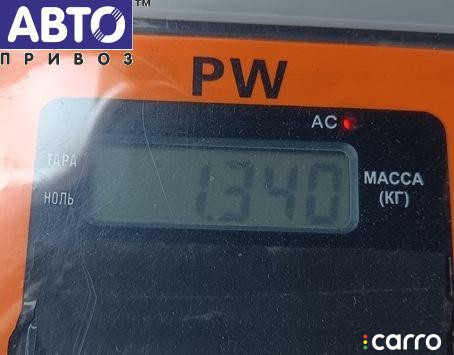 АВТО
ПРИВОЗ
PW
AC
ТАРА
НОЛЬ
1.340
МАССА
(КГ)
carro